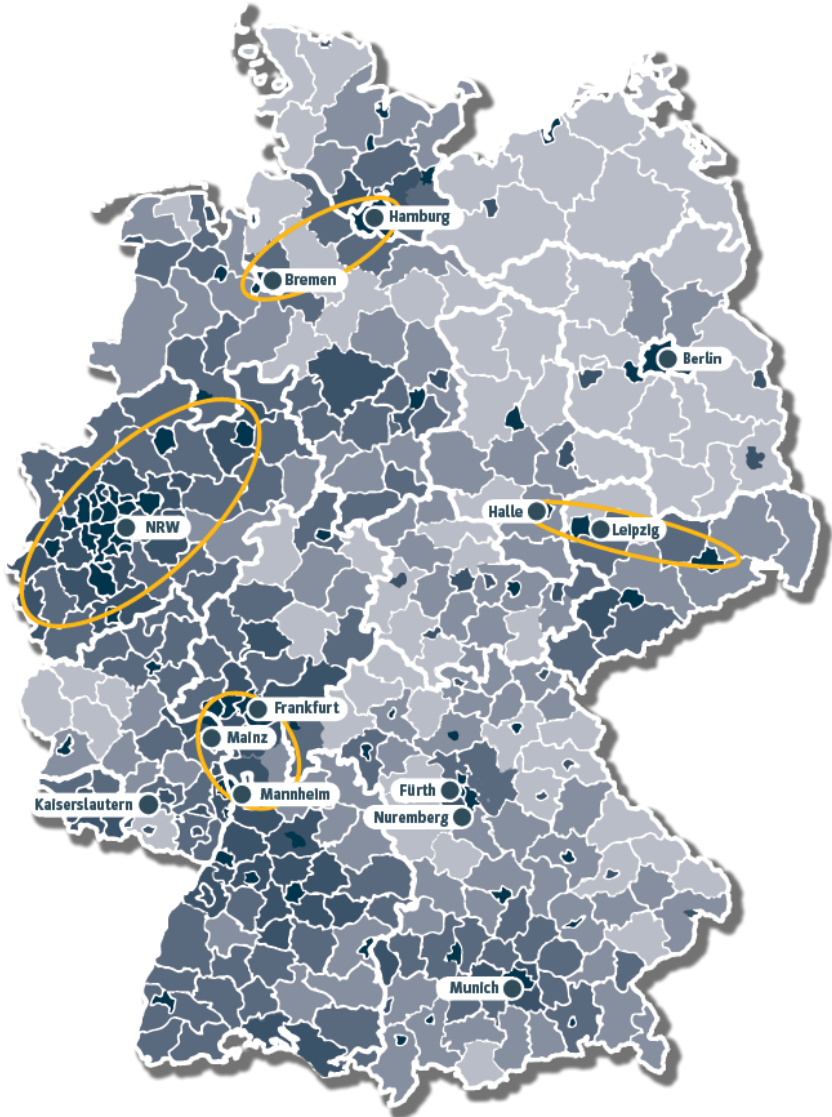 Hamburg
Bremen
Berlin
NRW
Halle
Leipzig
Frankfurt
Mainz
Mannheim
Kaiserslautern
Fürth
Nuremberg
Munich